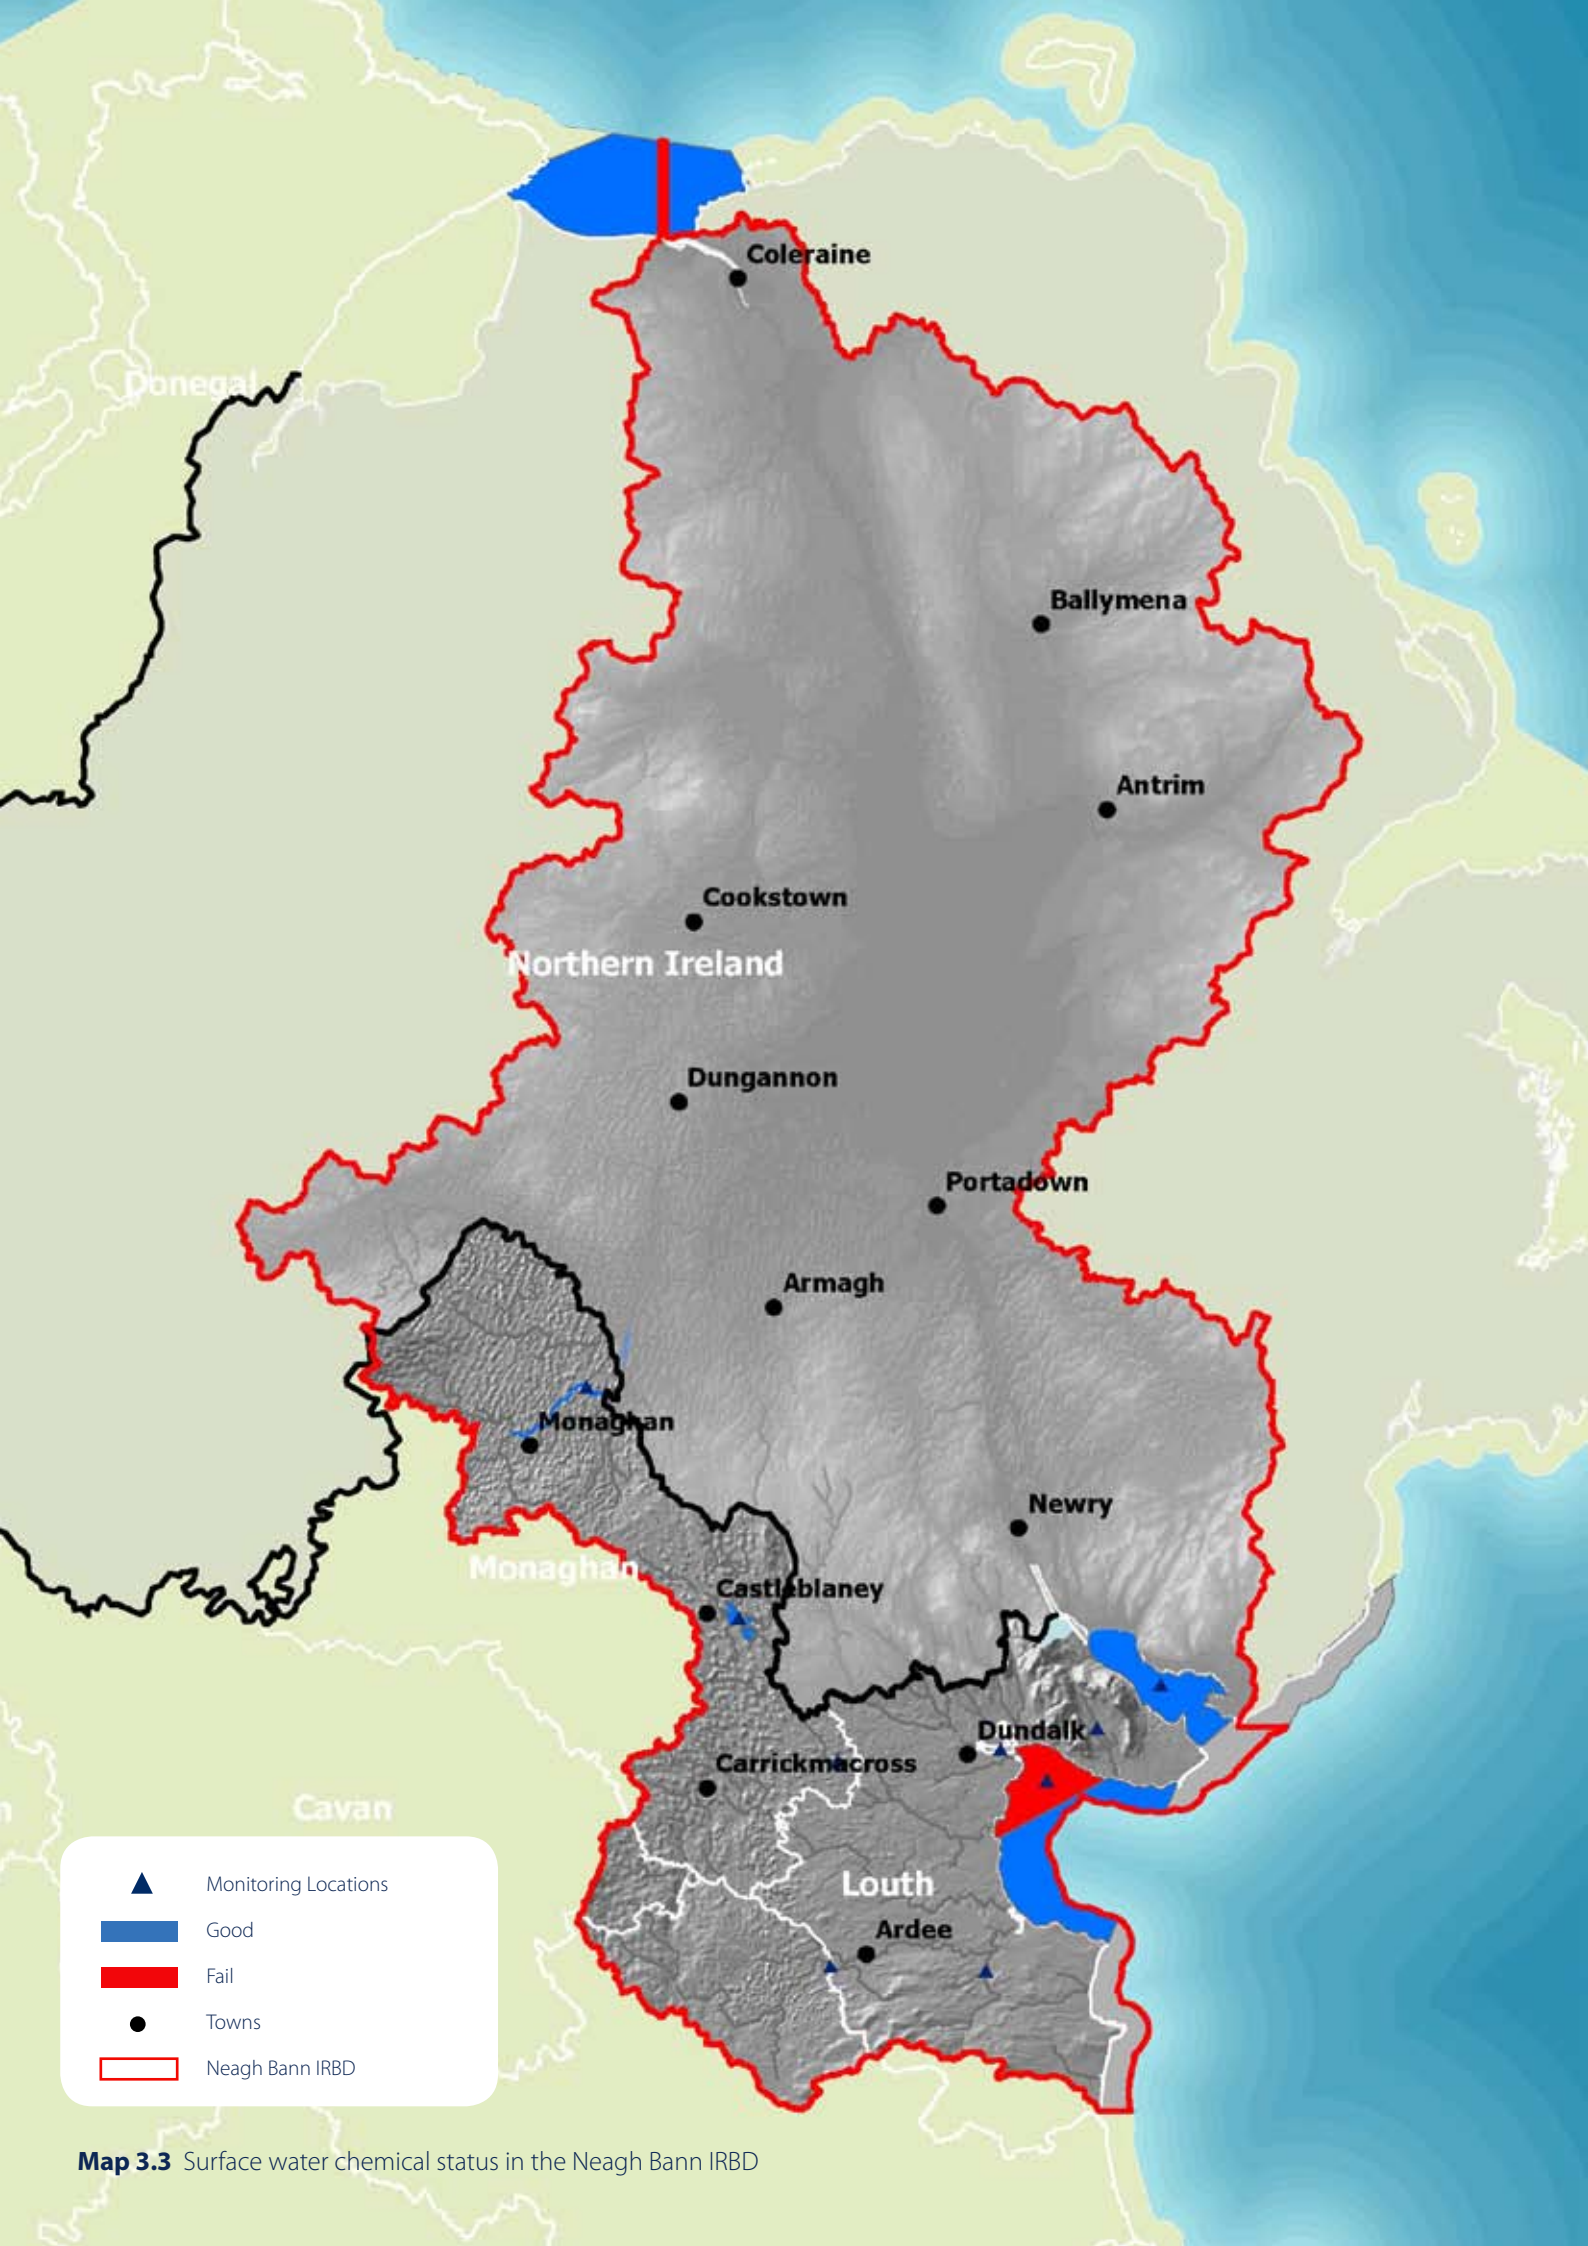 Coleraine
Donegal
Ballymena
Antrim
Cookstown
Northern Ireland
Dungannon
Portadown
Armagh
Monaghan
Newry
Monaghan
Castleblaney
Dundalk
Carrickmacross
Cavan
Louth
Ardee
Monitoring Locations
Good
Fail
Towns
Neagh Bann IRBD
Map 3.3 Surface water chemical status in the Neagh Bann IRBD